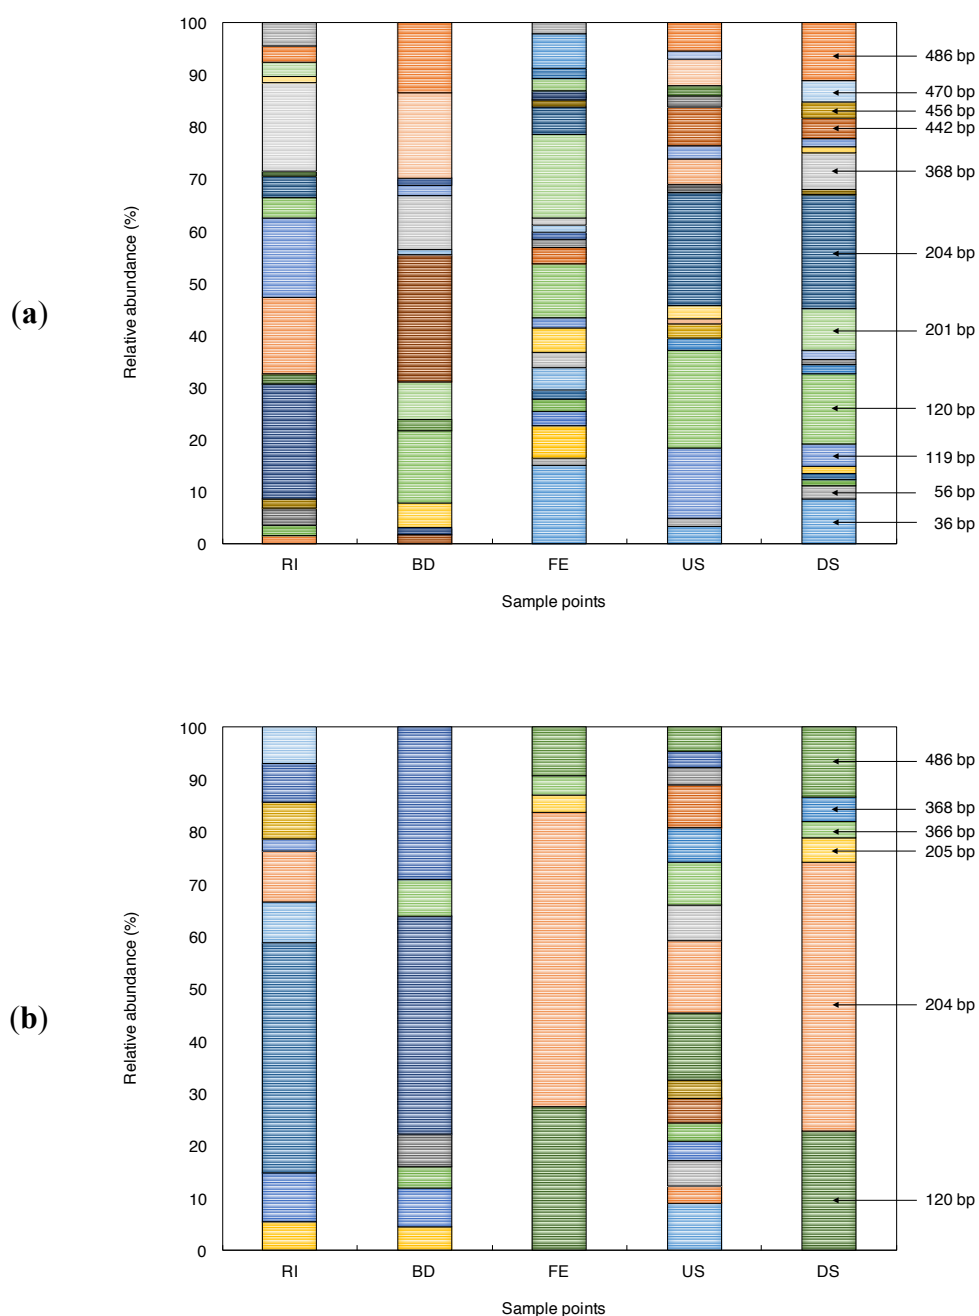 (a)
Relative abundance (%)
100
90
80
70
60
50
40
30
20
10
0
RI BD FE US DS
Sample points
486 bp
470 bp
456 bp
442 bp
368 bp
204 bp
201 bp
120 bp
119 bp
56 bp
36 bp
(b)
Relative abundance (%)
100
90
80
70
60
50
40
30
20
10
0
RI BD FE US DS
Sample points
486 bp
368 bp
366 bp
205 bp
204 bp
120 bp